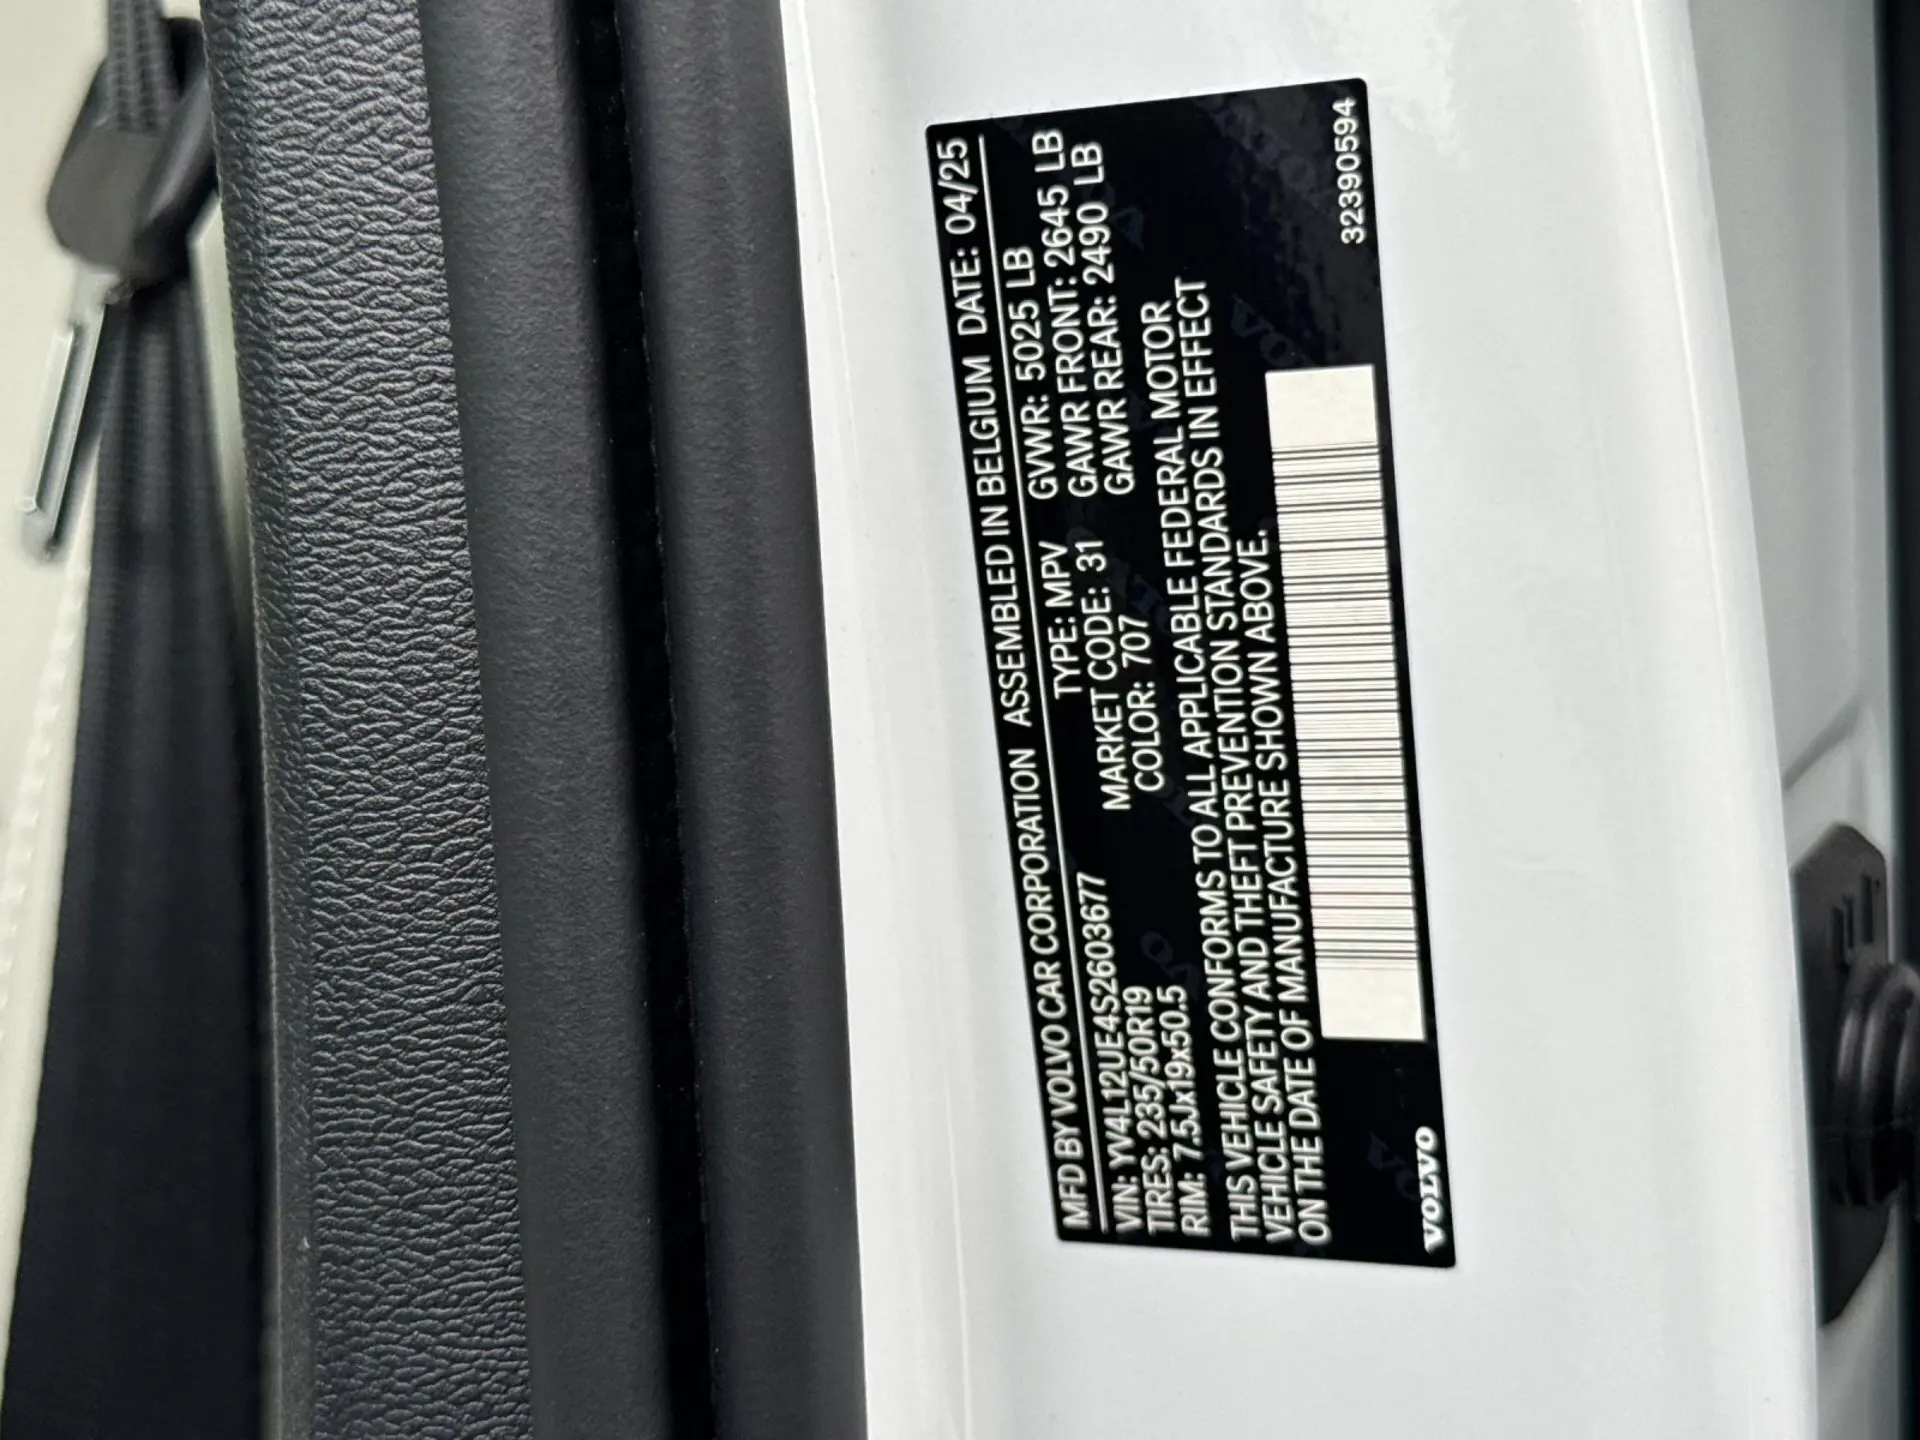 MFD BY VOLVO CAR CORPORATION ASSEMBLED IN BELGIUM DATE: 04/25
VIN: YV4L12UE4S2603677 TYPE: MPV GVWR: 5025 LB
TIRES: 235/50R19 MARKET CODE: 31 GAWR FRONT: 2645 LB
RIM: 7.5Jx19x50.5 COLOR: 707 GAWR REAR: 2490 LB
THIS VEHICLE CONFORMS TO ALL APPLICABLE FEDERAL MOTOR
VEHICLE SAFETY AND THEFT PREVENTION STANDARDS IN EFFECT
ON THE DATE OF MANUFACTURE SHOWN ABOVE.
VOLVO 32390594